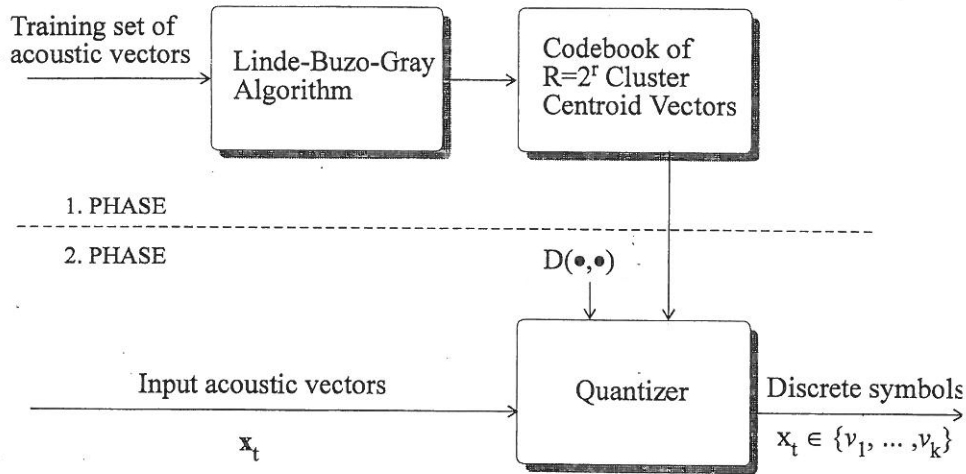 Training set of
acoustic vectors
Linde-Buzo-Gray
Algorithm
Codebook of
R=2^r Cluster
Centroid Vectors
1. PHASE
2. PHASE
D(•,•)
Input acoustic vectors
x_t
Quantizer
Discrete symbols
x_t ∈ {v_1, ... ,v_k}